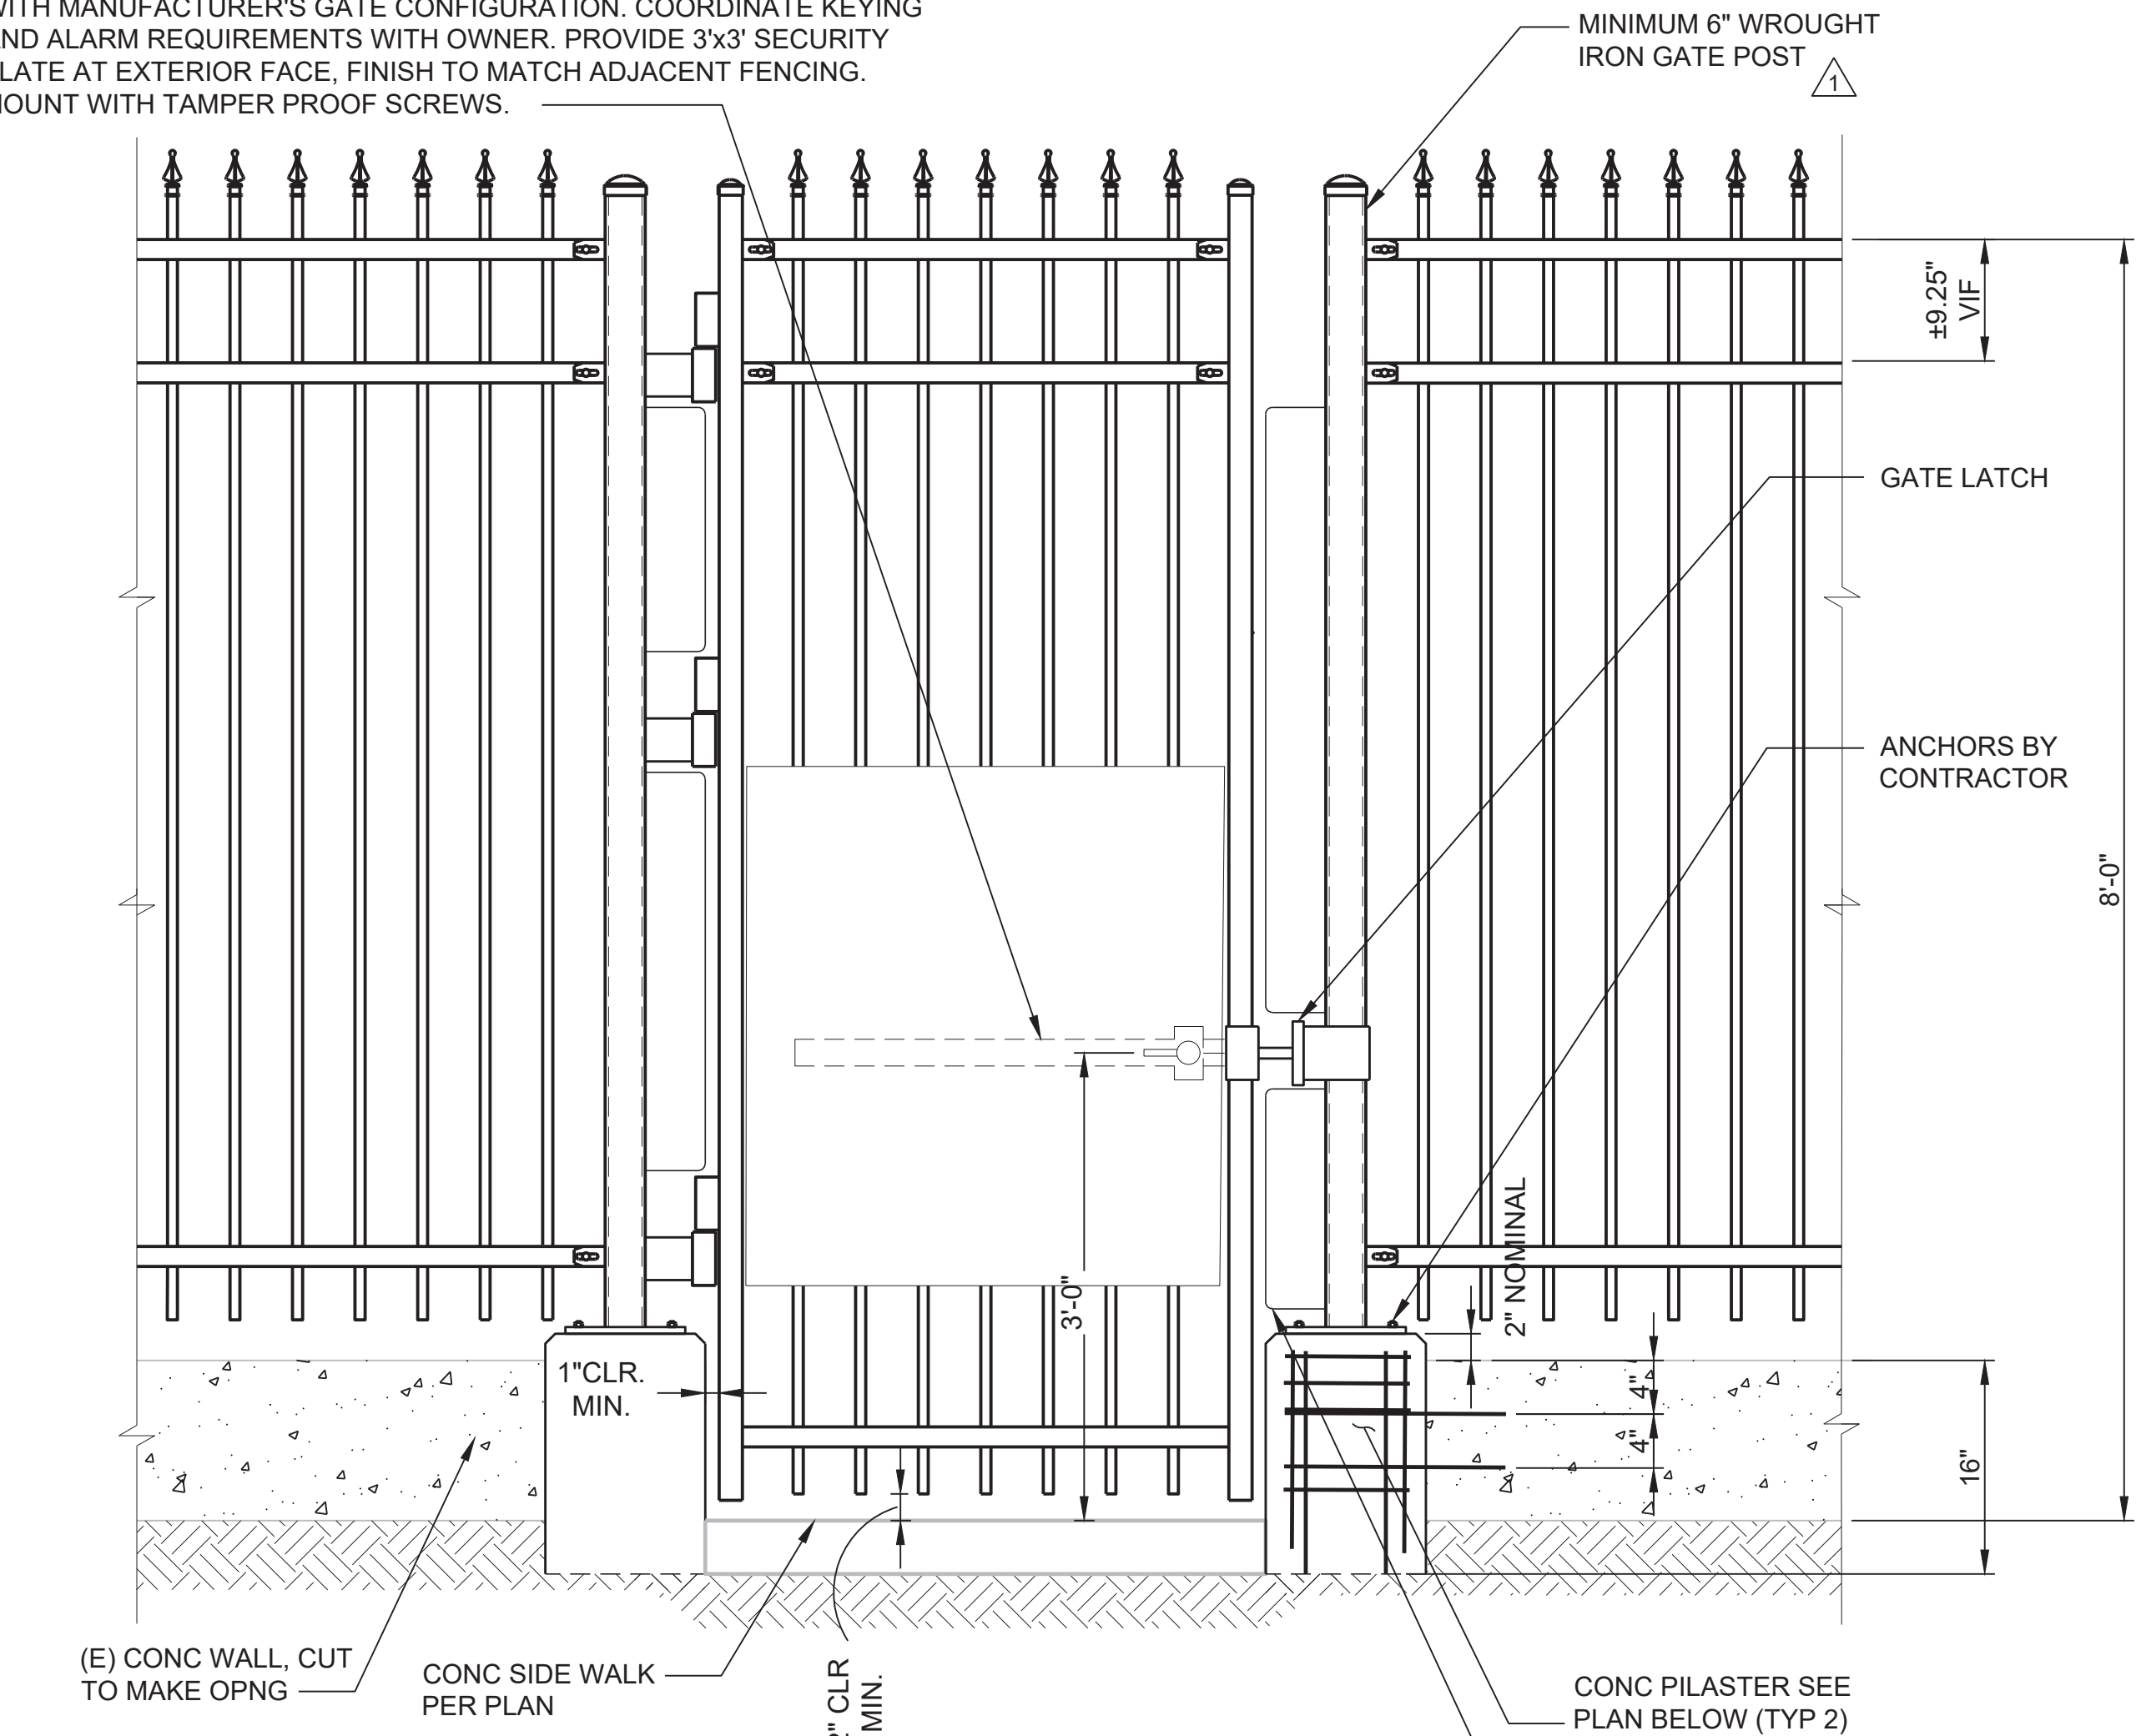 WITH MANUFACTURER'S GATE CONFIGURATION. COORDINATE KEYING
AND ALARM REQUIREMENTS WITH OWNER. PROVIDE 3'x3' SECURITY
PLATE AT EXTERIOR FACE, FINISH TO MATCH ADJACENT FENCING.
MOUNT WITH TAMPER PROOF SCREWS.
MINIMUM 6" WROUGHT
IRON GATE POST
1
±9.25"
VIF
GATE LATCH
ANCHORS BY
CONTRACTOR
8'-0"
2" NOMINAL
3'-0"
1"CLR.
MIN.
4"
4"
16"
(E) CONC WALL, CUT
TO MAKE OPNG
CONC SIDE WALK
PER PLAN
2" CLR
MIN.
CONC PILASTER SEE
PLAN BELOW (TYP 2)